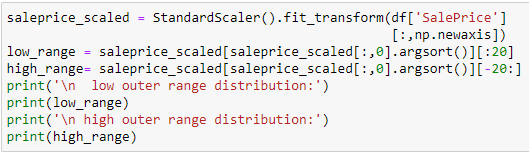 saleprice_scaled = StandardScaler().fit_transform(df['SalePrice']
[:,np.newaxis])
low_range = saleprice_scaled[saleprice_scaled[:,0].argsort()][:20]
high_range= saleprice_scaled[saleprice_scaled[:,0].argsort()][-20:]
print('\n  low outer range distribution:')
print(low_range)
print('\n high outer range distribution:')
print(high_range)